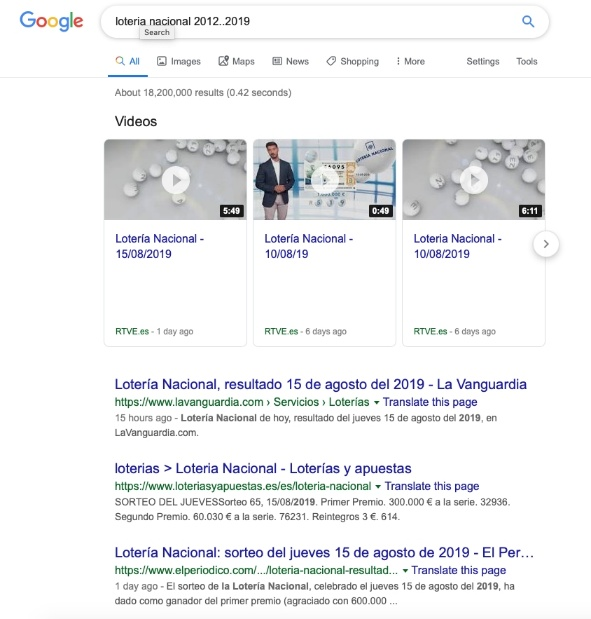 Google
loteria nacional 2012..2019
Search
All Images Maps News Shopping More Settings Tools
About 18,200,000 results (0.42 seconds)
Videos
5:49 0:49 6:11
Lotería Nacional -
15/08/2019
Lotería Nacional -
10/08/19
Loteria Nacional -
10/08/2019
RTVE.es - 1 day ago
RTVE.es - 6 days ago
RTVE.es - 6 days ago
Lotería Nacional, resultado 15 de agosto del 2019 - La Vanguardia
https://www.lavanguardia.com › Servicios › Loterías Translate this page
15 hours ago - Lotería Nacional de hoy, resultado del jueves 15 de agosto del 2019, en
LaVanguardia.com.
loterias > Loteria Nacional - Loterías y apuestas
https://www.loteriasyapuestas.es/es/loteria-nacional Translate this page
SORTEO DEL JUEVESSorteo 65, 15/08/2019. Primer Premio. 300.000 € a la serie. 32936.
Segundo Premio. 60.030 € a la serie. 76231. Reintegros 3 €. 614.
Lotería Nacional: sorteo del jueves 15 de agosto de 2019 - El Per...
https://www.elperiodico.com/.../loteria-nacional-resultad... Translate this page
1 day ago - El sorteo de la Lotería Nacional, celebrado el jueves 15 de agosto del 2019, ha
dado como ganador del primer premio (agraciado con 600.000 ...